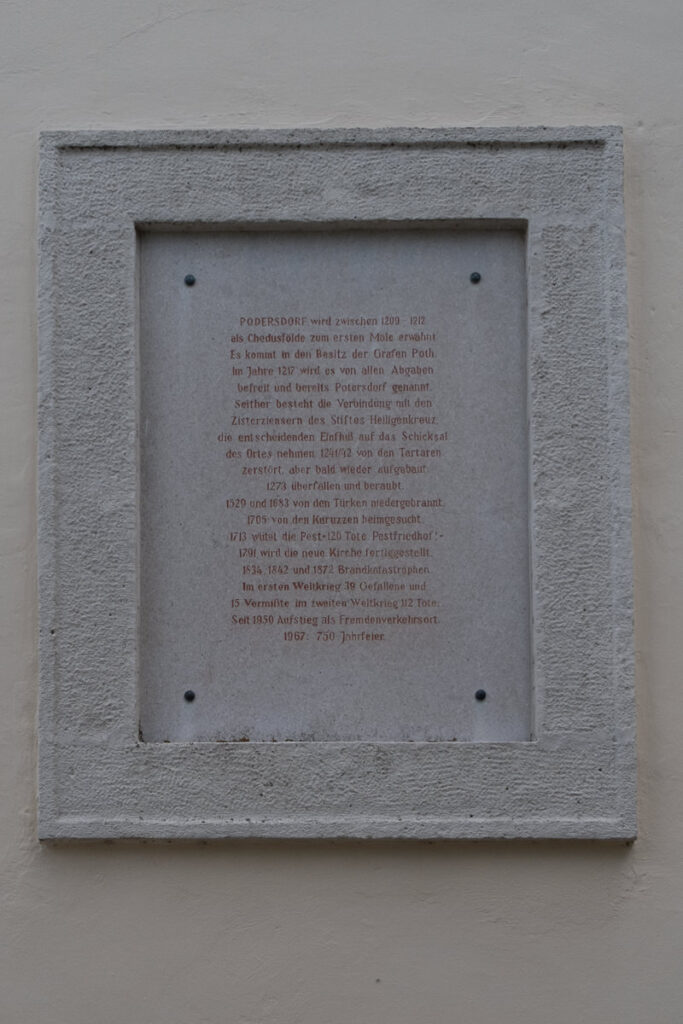 PODERSDORF wird zwischen 1209 - 1212
als Chedusfölde zum ersten Male erwähnt.
Es kommt in den Besitz der Grafen Poth.
Im Jahre 1217 wird es von allen Abgaben
befreit und bereits Potersdorf genannt.
Seither besteht die Verbindung mit den
Zisterziensern des Stiftes Heiligenkreuz,
die entscheidenden Einfluß auf das Schicksal
des Ortes nehmen. 1241/42 von den Tartaren
zerstört, aber bald wieder aufgebaut.
1273 überfallen und beraubt.
1529 und 1683 von den Türken niedergebrannt.
1705 von den Kuruzzen heimgesucht.
1713 wütet die Pest-120 Tote Pestfriedhof!-
1791 wird die neue Kirche fertiggestellt.
1834, 1842 und 1872 Brandkatastrophen.
Im ersten Weltkrieg 39 Gefallene und
15 Vermißte im zweiten Weltkrieg 112 Tote.
Seit 1930 Aufstieg als Fremdenverkehrsort.
1967: 750 Jahrfeier.